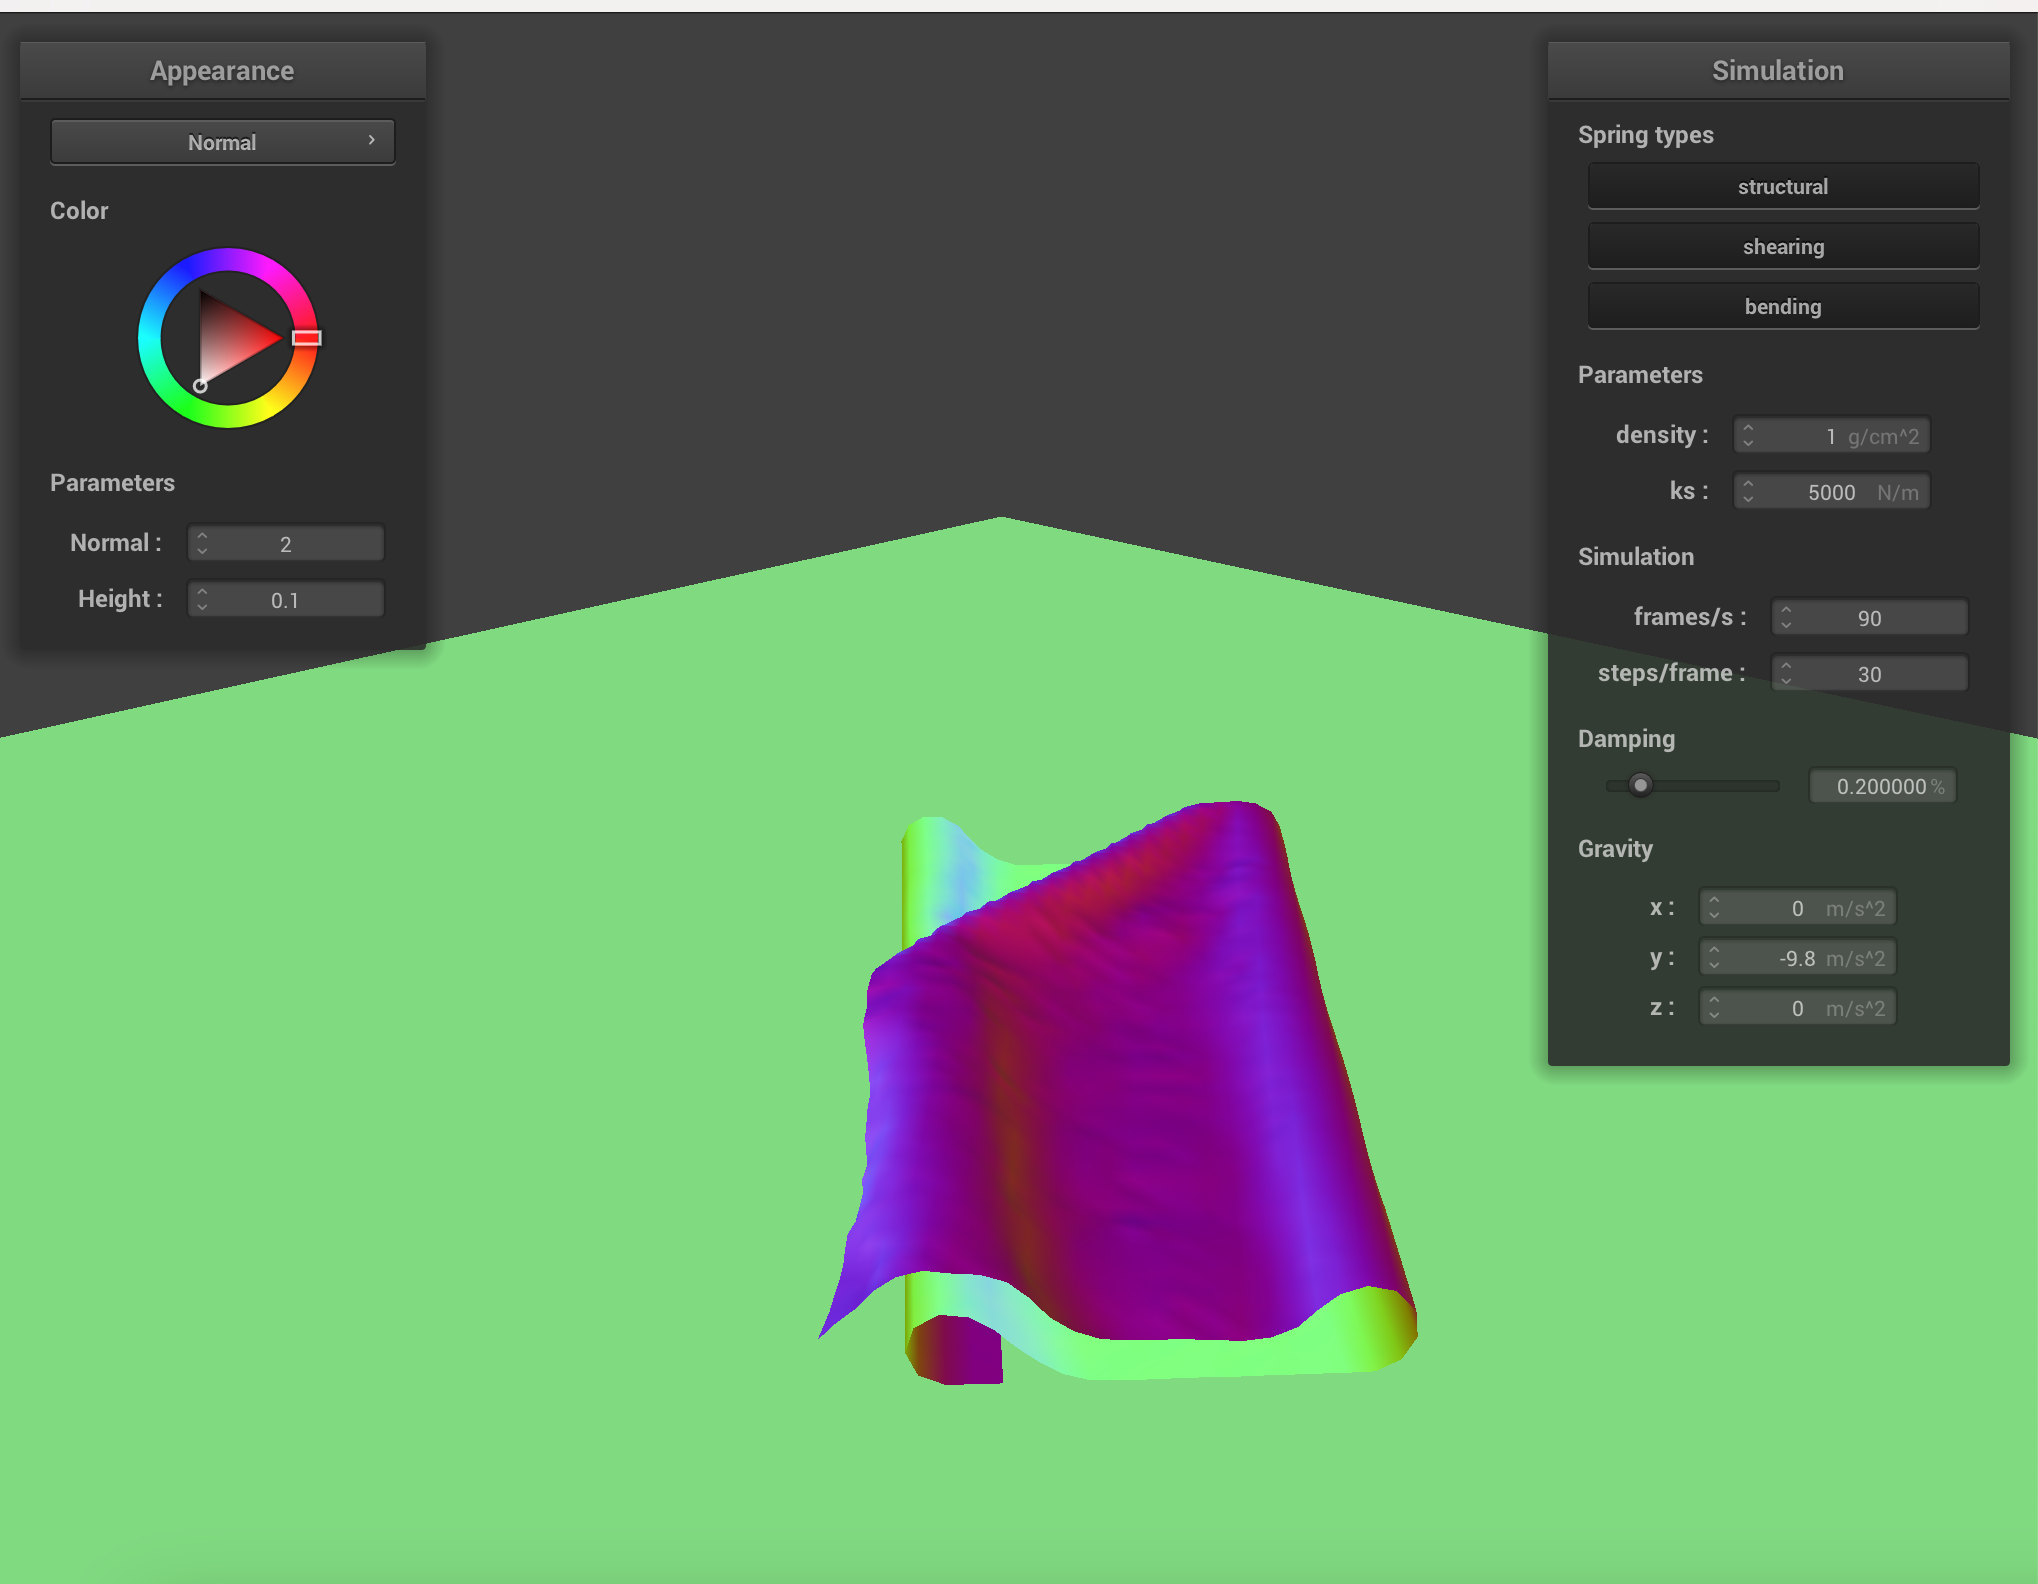 Appearance
Normal
Color
Parameters
Normal : 2
Height : 0.1
Simulation
Spring types
structural
shearing
bending
Parameters
density : 1 g/cm^2
ks : 5000 N/m
Simulation
frames/s : 90
steps/frame : 30
Damping
0.200000 %
Gravity
x : 0 m/s^2
y : -9.8 m/s^2
z : 0 m/s^2